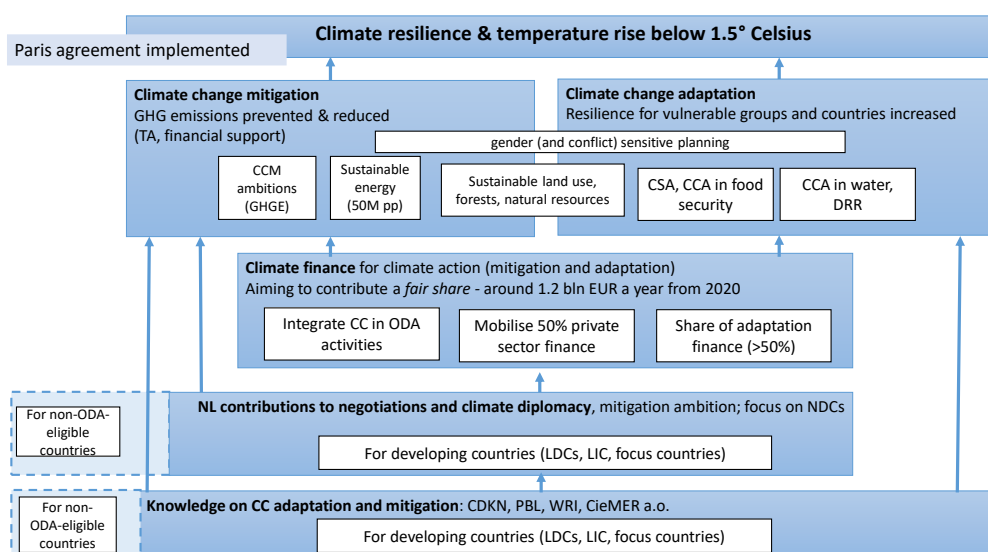 Climate resilience & temperature rise below 1.5° Celsius
Paris agreement implemented
Climate change mitigation
GHG emissions prevented & reduced
(TA, financial support)
Climate change adaptation
Resilience for vulnerable groups and countries increased
gender (and conflict) sensitive planning
CCM
ambitions
(GHGE)
Sustainable
energy
(50M pp)
Sustainable land use,
forests, natural resources
CSA, CCA in food
security
CCA in water,
DRR
Climate finance for climate action (mitigation and adaptation)
Aiming to contribute a fair share - around 1.2 bln EUR a year from 2020
Integrate CC in ODA
activities
Mobilise 50% private
sector finance
Share of adaptation
finance (>50%)
For non-ODA-
eligible
countries
NL contributions to negotiations and climate diplomacy, mitigation ambition; focus on NDCs
For developing countries (LDCs, LIC, focus countries)
For non-
ODA-eligible
countries
Knowledge on CC adaptation and mitigation: CDKN, PBL, WRI, CieMER a.o.
For developing countries (LDCs, LIC, focus countries)